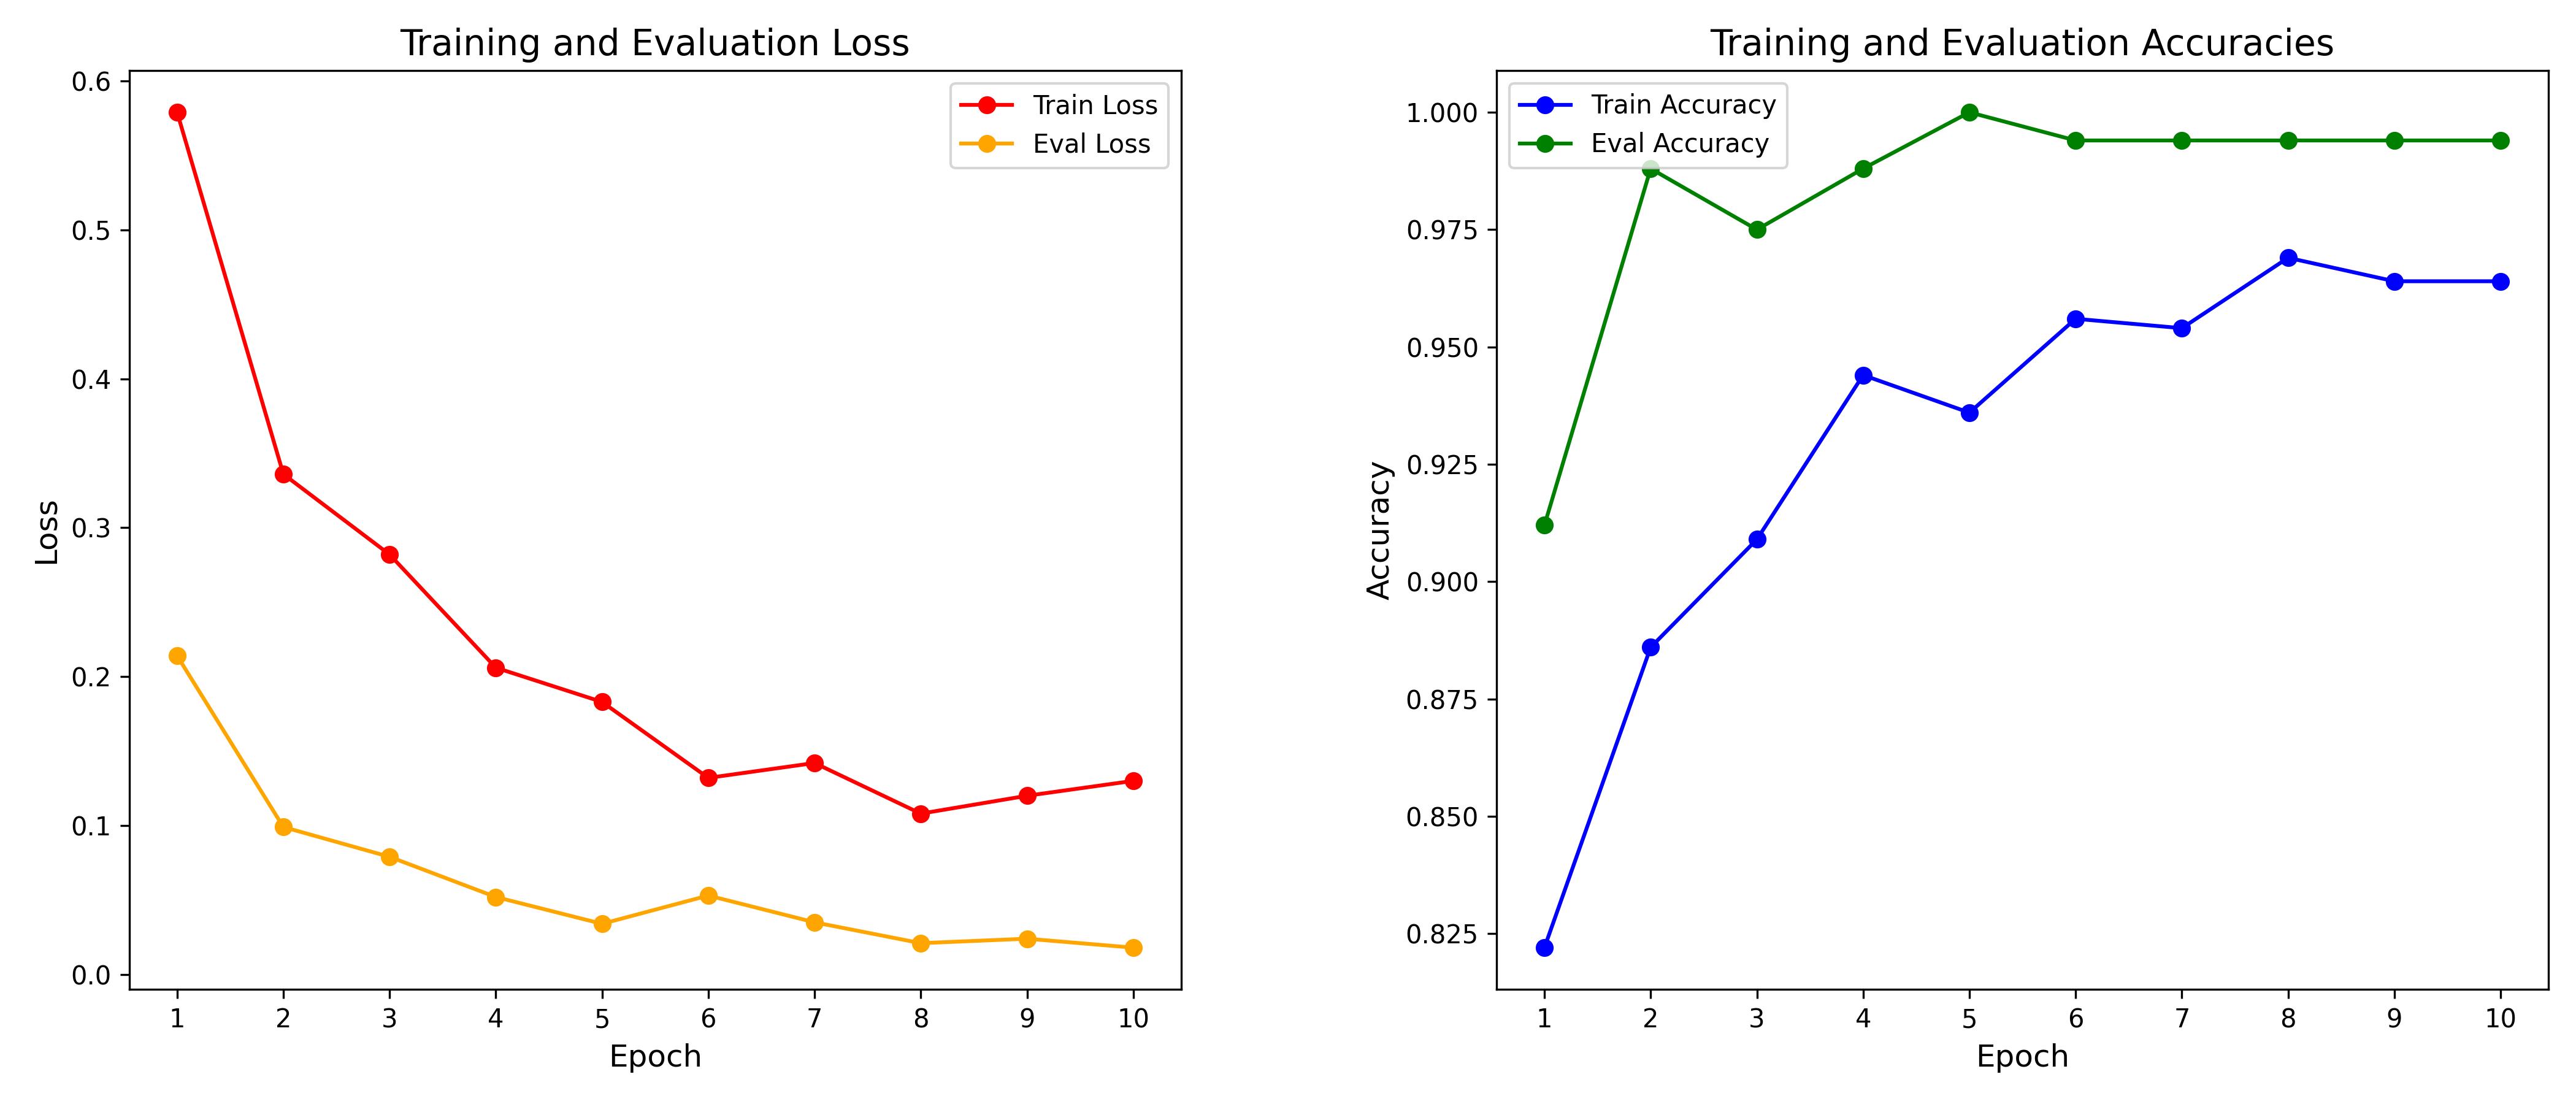 Training and Evaluation Loss
Train Loss
Eval Loss
0.6
0.5
0.4
0.3
0.2
0.1
0.0
Loss
1 2 3 4 5 6 7 8 9 10
Epoch
Training and Evaluation Accuracies
Train Accuracy
Eval Accuracy
1.000
0.975
0.950
0.925
0.900
0.875
0.850
0.825
Accuracy
1 2 3 4 5 6 7 8 9 10
Epoch